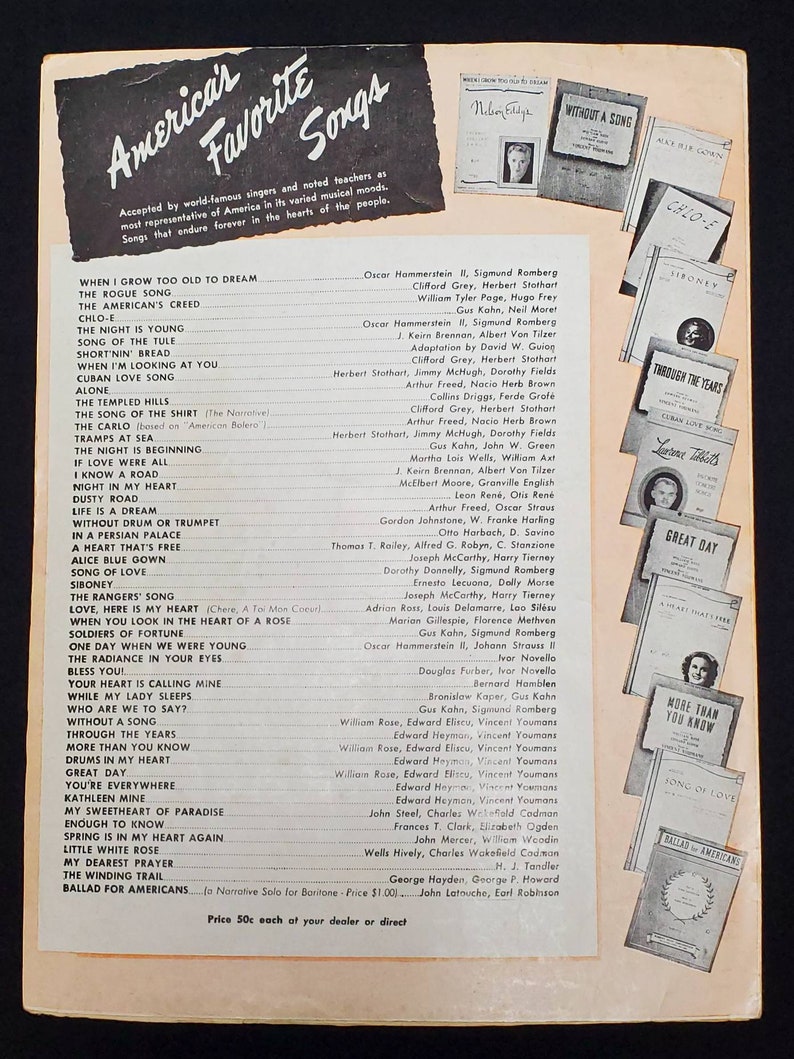 America's
Favorite
Songs
Accepted by world-famous singers and noted teachers as
most representative of America in its varied musical moods.
Songs that endure forever in the hearts of the people.
WHEN I GROW TOO OLD TO DREAM Oscar Hammerstein II, Sigmund Romberg
THE ROGUE SONG Clifford Grey, Herbert Stothart
THE AMERICAN'S CREED William Tyler Page, Hugo Frey
CHLO-E Gus Kahn, Neil Moret
THE NIGHT IS YOUNG Oscar Hammerstein II, Sigmund Romberg
SONG OF THE TULE J. Keirn Brennan, Albert Von Tilzer
SHORT'NIN' BREAD Adaptation by David W. Guion
WHEN I'M LOOKING AT YOU Clifford Grey, Herbert Stothart
CUBAN LOVE SONG Herbert Stothart, Jimmy McHugh, Dorothy Fields
ALONE Arthur Freed, Nacio Herb Brown
THE TEMPLED HILLS Collins Driggs, Ferde Grofé
THE SONG OF THE SHIRT (The Narrative) Clifford Grey, Herbert Stothart
THE CARLO (based on "American Bolero") Arthur Freed, Nacio Herb Brown
TRAMPS AT SEA Herbert Stothart, Jimmy McHugh, Dorothy Fields
THE NIGHT IS BEGINNING Gus Kahn, John W. Green
IF LOVE WERE ALL Martha Lois Wells, William Axt
I KNOW A ROAD J. Keirn Brennan, Albert Von Tilzer
NIGHT IN MY HEART McElbert Moore, Granville English
DUSTY ROAD Leon René, Otis René
LIFE IS A DREAM Arthur Freed, Oscar Straus
WITHOUT DRUM OR TRUMPET Gordon Johnstone, W. Franke Harling
IN A PERSIAN PALACE Otto Harbach, D. Savino
A HEART THAT'S FREE Thomas T. Railey, Alfred G. Robyn, C. Stanzione
ALICE BLUE GOWN Joseph McCarthy, Harry Tierney
SONG OF LOVE Dorothy Donnelly, Sigmund Romberg
SIBONEY Ernesto Lecuona, Dolly Morse
THE RANGERS' SONG Joseph McCarthy, Harry Tierney
LOVE, HERE IS MY HEART (Chere, A Toi Mon Coeur) Adrian Ross, Louis Delamarre, Lao Silésu
WHEN YOU LOOK IN THE HEART OF A ROSE Marian Gillespie, Florence Methven
SOLDIERS OF FORTUNE Gus Kahn, Sigmund Romberg
ONE DAY WHEN WE WERE YOUNG Oscar Hammerstein II, Johann Strauss II
THE RADIANCE IN YOUR EYES Ivor Novello
BLESS YOU! Douglas Furber, Ivor Novello
YOUR HEART IS CALLING MINE Bernard Hamblen
WHILE MY LADY SLEEPS Bronislaw Kaper, Gus Kahn
WHO ARE WE TO SAY? Gus Kahn, Sigmund Romberg
WITHOUT A SONG William Rose, Edward Eliscu, Vincent Youmans
THROUGH THE YEARS Edward Heyman, Vincent Youmans
MORE THAN YOU KNOW William Rose, Edward Eliscu, Vincent Youmans
DRUMS IN MY HEART Edward Heyman, Vincent Youmans
GREAT DAY William Rose, Edward Eliscu, Vincent Youmans
YOU'RE EVERYWHERE Edward Heyman, Vincent Youmans
KATHLEEN MINE Edward Heyman, Vincent Youmans
MY SWEETHEART OF PARADISE John Steel, Charles Wakefield Cadman
ENOUGH TO KNOW Frances T. Clark, Elizabeth Ogden
SPRING IS IN MY HEART AGAIN John Mercer, William Woodin
LITTLE WHITE ROSE Wells Hively, Charles Wakefield Cadman
MY DEAREST PRAYER H. J. Tandler
THE WINDING TRAIL George Hayden, George P. Howard
BALLAD FOR AMERICANS (a Narrative Solo for Baritone - Price $1.00) John Latouche, Earl Robinson
Price 50c each at your dealer or direct
WHEN I GROW TOO OLD TO DREAM
Nelson Eddy's
WITHOUT A SONG
VINCENT YOUMANS
ALICE BLUE GOWN
CHLO-E
SIBONEY
THROUGH THE YEARS
VINCENT YOUMANS
CUBAN LOVE SONG
Lawrence Tibbett's
FAVORITE
CONCERT
SONGS
GREAT DAY
VINCENT YOUMANS
A HEART THAT'S FREE
MORE THAN
YOU KNOW
VINCENT YOUMANS
SONG OF LOVE
BALLAD for AMERICANS